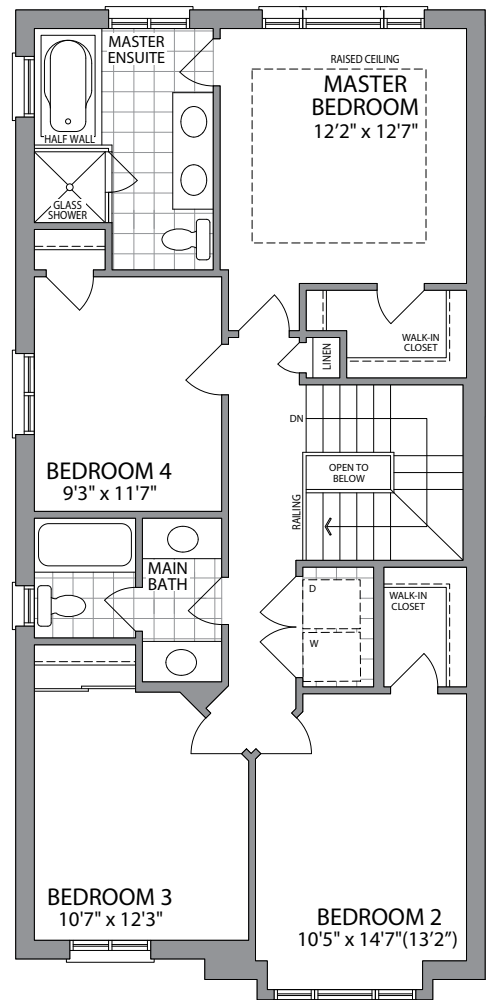 MASTER
ENSUITE
RAISED CEILING
MASTER
BEDROOM
12’2" x 12’7"
HALF WALL
GLASS
SHOWER
WALK-IN
CLOSET
LINEN
DN
OPEN TO
BELOW
RAILING
BEDROOM 4
9'3" x 11'7"
MAIN
BATH
D
W
WALK-IN
CLOSET
BEDROOM 3
10'7" x 12'3"
BEDROOM 2
10'5" x 14'7"(13’2”)